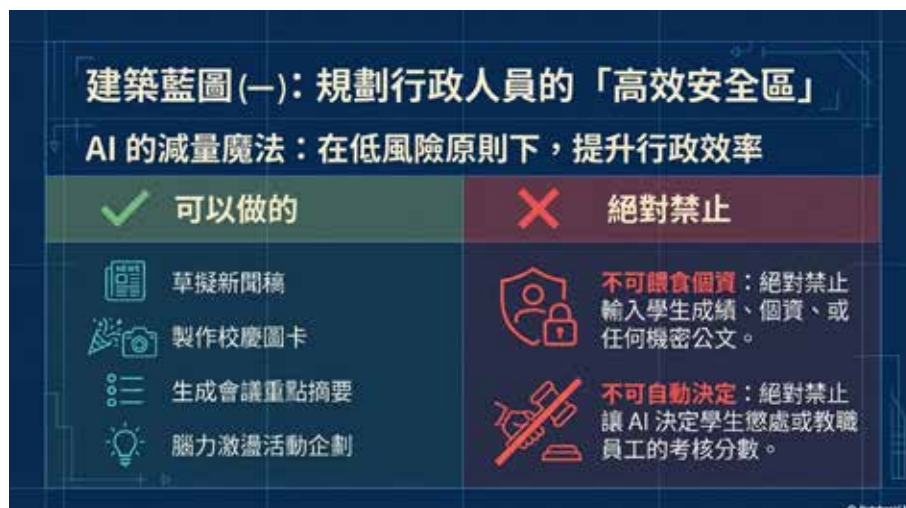 建築藍圖(一)：規劃行政人員的「高效安全區」
AI 的減量魔法：在低風險原則下，提升行政效率
可以做的
NEWS
草擬新聞稿
製作校慶圖卡
生成會議重點摘要
腦力激盪活動企劃
絕對禁止
不可餵食個資：絕對禁止
輸入學生成績、個資、或
任何機密公文。
不可自動決定：絕對禁止
讓 AI 決定學生懲處或教職
員工的考核分數。